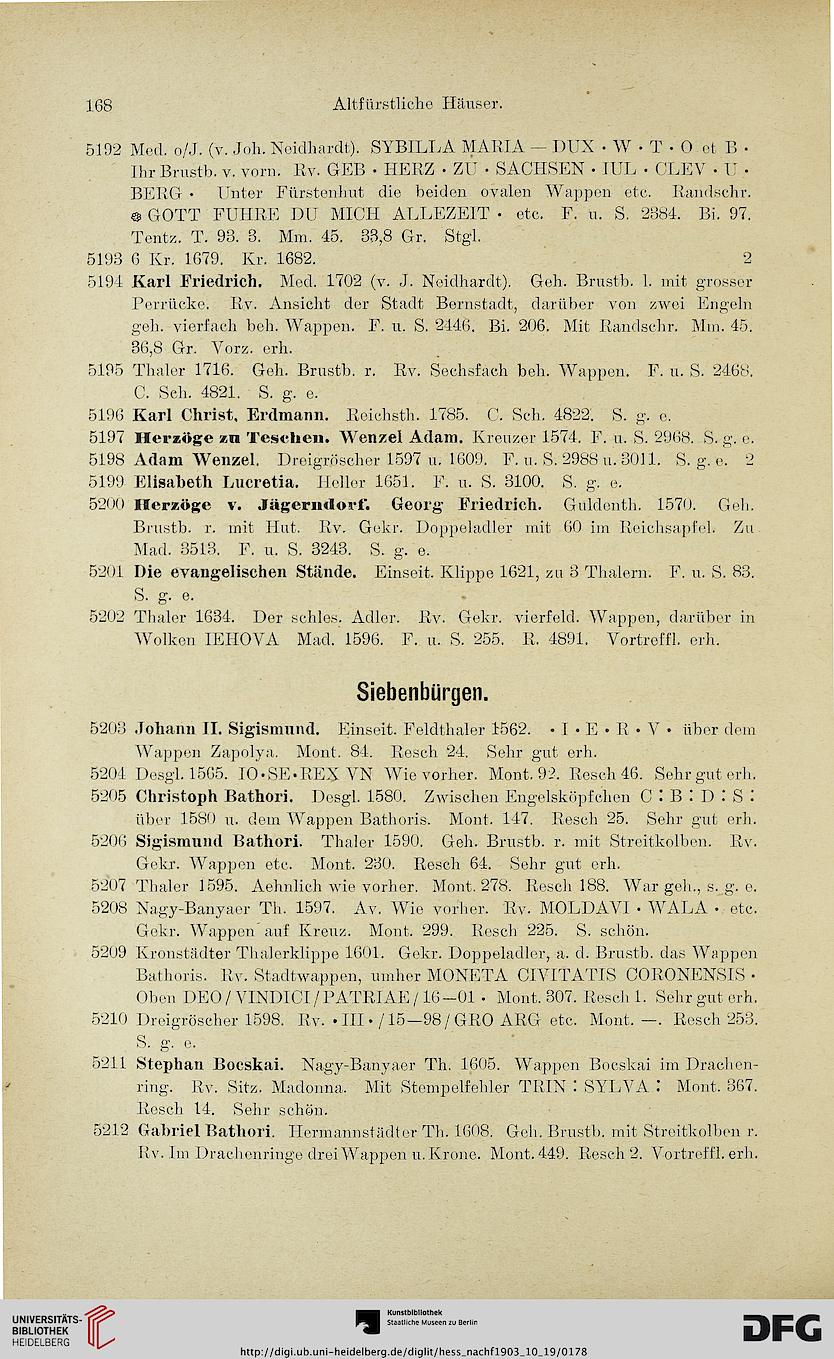 168 Altfürstliche Häuser.
5192 Med. o/J. (v. Joh. Neidhardt). SYBILLA MARIA — DUX • W • T • O et B •
Ihr Brustb. v. vorn. Rv. GEB • HERZ • ZU • SACHSEN • IUL • CLEV • U •
BERG • Unter Fürstenhut die beiden ovalen Wappen etc. Randschr.
GOTT FUHRE DU MICH ALLEZEIT • etc. F. u. S. 2384. Bi. 97.
Tentz. T. 93. 3. Mm. 45. 33,8 Gr. Stgl.
5193 6 Kr. 1679. Kr. 1682. 2
5194 Karl Friedrich. Med. 1702 (v. J. Neidhardt). Geh. Brustb. l. mit grosser
Perrücke. Rv. Ansicht der Stadt Bernstadt, darüber von zwei Engeln
geh. vierfach beh. Wappen. F. u. S. 2446. Bi. 206. Mit Randschr. Mm. 45.
36,8 Gr. Vorz. erh.
5195 Thaler 1716. Geh. Brustb. r. Rv. Sechsfach beh. Wappen. F. u. S. 2468.
C. Sch. 4821. S. g. e.
5196 Karl Christ, Erdmann. Reichsth. 1785. C. Sch. 4822. S. g. e.
5197 Herzöge zu Teschen. Wenzel Adam. Kreuzer 1574. F. u. S. 2968. S. g. e.
5198 Adam Wenzel. Dreigröscher 1597 u. 1609. F. u. S. 2988 u. 3011. S. g. e. 2
5199 Elisabeth Lucretia. Heller 1651. F. u. S. 3100. S. g. e.
5200 Herzöge v. Jägerndorf. Georg Friedrich. Guldenth. 1570. Geh.
Brustb. r. mit Hut. Rv. Gekr. Doppeladler mit 60 im Reichsapfel. Zu
Mad. 3513. F. u. S. 3243. S. g. e.
5201 Die evangelischen Stände. Einseit. Klippe 1621, zu 3 Thalern. F. u. S. 83.
S. g. e.
5202 Thaler 1634. Der schles. Adler. Rv. Gekr. vierfeld. Wappen, darüber in
Wolken IEHOVA Mad. 1596. F. u. S. 255. R. 4891. Vortreffl. erh.
Siebenbürgen.
5203 Johann II. Sigismund. Einseit. Feldthaler 1562. • I • E • R • V • über dem
Wappen Zapolya. Mont. 84. Resch 24. Sehr gut erh.
5204 Desgl. 1565. IO•SE•REX VN Wie vorher. Mont. 92. Resch 46. Sehr gut erh.
5205 Christoph Bathori. Desgl. 1580. Zwischen Engelsköpfchen C : B : D : S :
über 1580 u. dem Wappen Bathoris. Mont. 147. Resch 25. Sehr gut erh.
5206 Sigismund Bathori. Thaler 1590. Geh. Brustb. r. mit Streitkolben. Rv.
Gekr. Wappen etc. Mont. 230. Resch 64. Sehr gut erh.
5207 Thaler 1595. Aehnlich wie vorher. Mont. 278. Resch 188. War geh., s. g. e.
5208 Nagy-Banyaer Th. 1597. Av. Wie vorher. Rv. MOLDAVI • WALA • etc.
Gekr. Wappen auf Kreuz. Mont. 299. Resch 225. S. schön.
5209 Kronstädter Thalerklippe 1601. Gekr. Doppeladler, a. d. Brustb. das Wappen
Bathoris. Rv. Stadtwappen, umher MONETA CIVITATIS CORONENSIS •
Oben DEO / VINDICI / PATRIAE / 16—01 • Mont. 307. Resch 1. Sehr gut erh.
5210 Dreigröscher 1598. Rv. • III • / 15—98 / GRO ARG etc. Mont. —. Resch 253.
S. g. e.
5211 Stephan Bocskai. Nagy-Banyaer Th. 1605. Wappen Bocskai im Drachen-
ring. Rv. Sitz. Madonna. Mit Stempelfehler TRIN : SYLVA : Mont. 367.
Resch 14. Sehr schön.
5212 Gabriel Bathori. Hermannstädter Th. 1608. Geh. Brustb. mit Streitkolben r.
Rv. Im Drachenringe drei Wappen u. Krone. Mont. 449. Resch 2. Vortreffl. erh.
UNIVERSITÄTS-
BIBLIOTHEK
HEIDELBERG
Kunstbibliothek
Staatliche Museen zu Berlin
DFG
http://digi.ub.uni-heidelberg.de/diglit/hess_nachf1903_10_19/0178